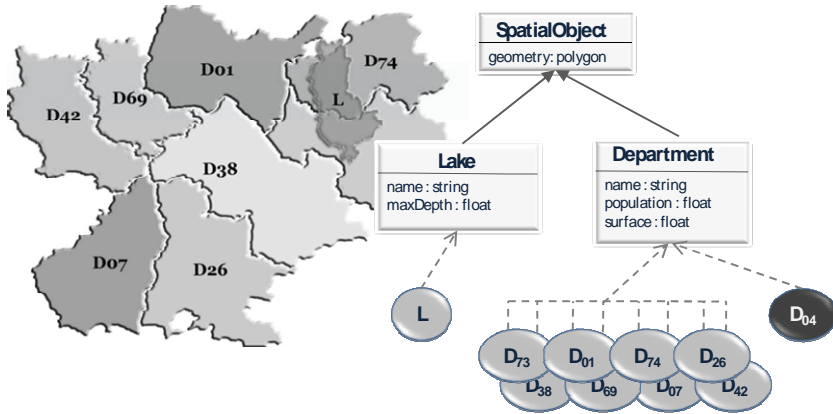 SpatialObject
geometry: polygon
D01
D74
D69
D42
L
D38
D07
D26
Lake
name : string
maxDepth : float
Department
name : string
population : float
surface : float
L
D04
D73
D01
D74
D26
D38
D69
D07
D42